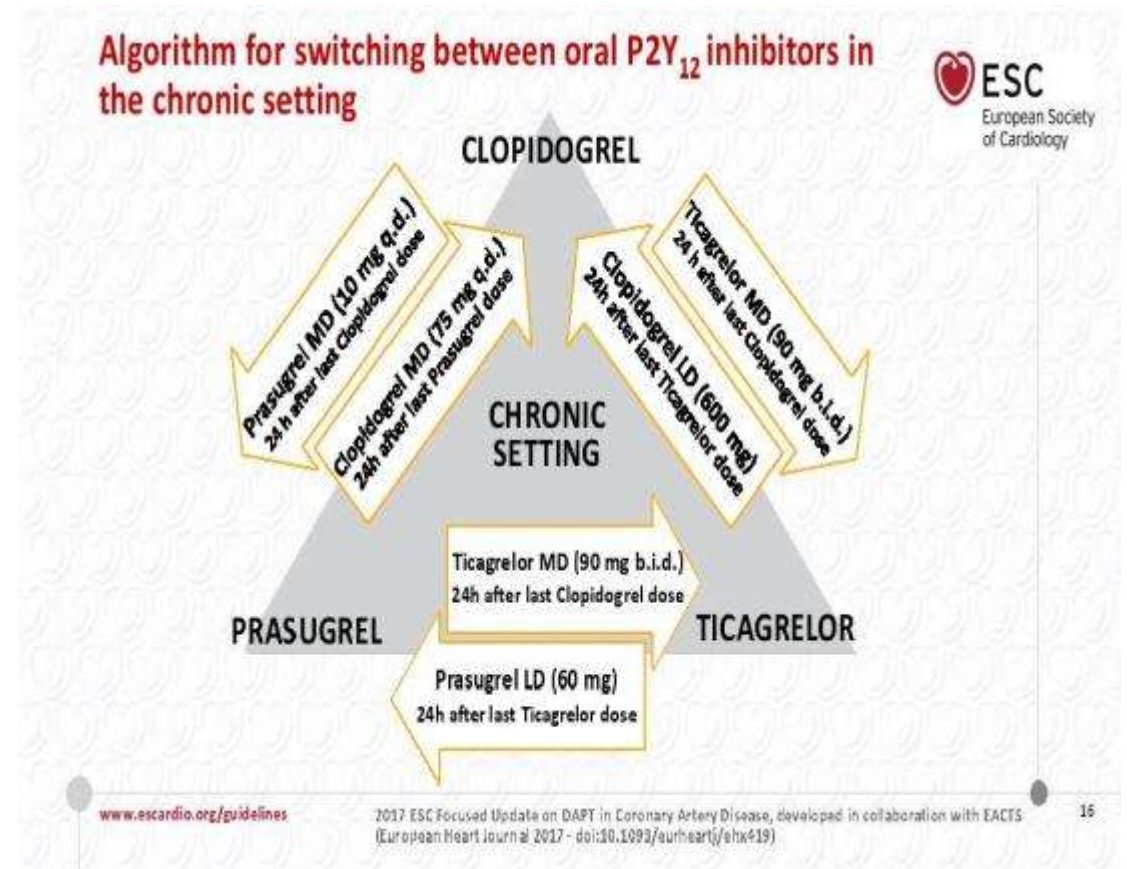 Algorithm for switching between oral P2Y12 inhibitors in
the chronic setting
ESC
European Society
of Cardiology
CLOPIDOGREL
Prasugrel MD (10 mg q.d.)
24 h after last Clopidogrel dose
Clopidogrel MD (75 mg q.d.)
24h after last Prasugrel dose
Clopidogrel LD (600 mg)
24h after last Ticagrelor dose
Ticagrelor MD (90 mg b.i.d.)
24 h after last Clopidogrel dose
CHRONIC
SETTING
Ticagrelor MD (90 mg b.i.d.)
24h after last Clopidogrel dose
PRASUGREL
TICAGRELOR
Prasugrel LD (60 mg)
24h after last Ticagrelor dose
www.escardio.org/guidelines
2017 ESC Focused Update on DAPT in Coronary Artery Disease, developed in collaboration with EACTS
(European Heart Journal 2017 - doi:10.1093/eurheartj/ehx419)
16